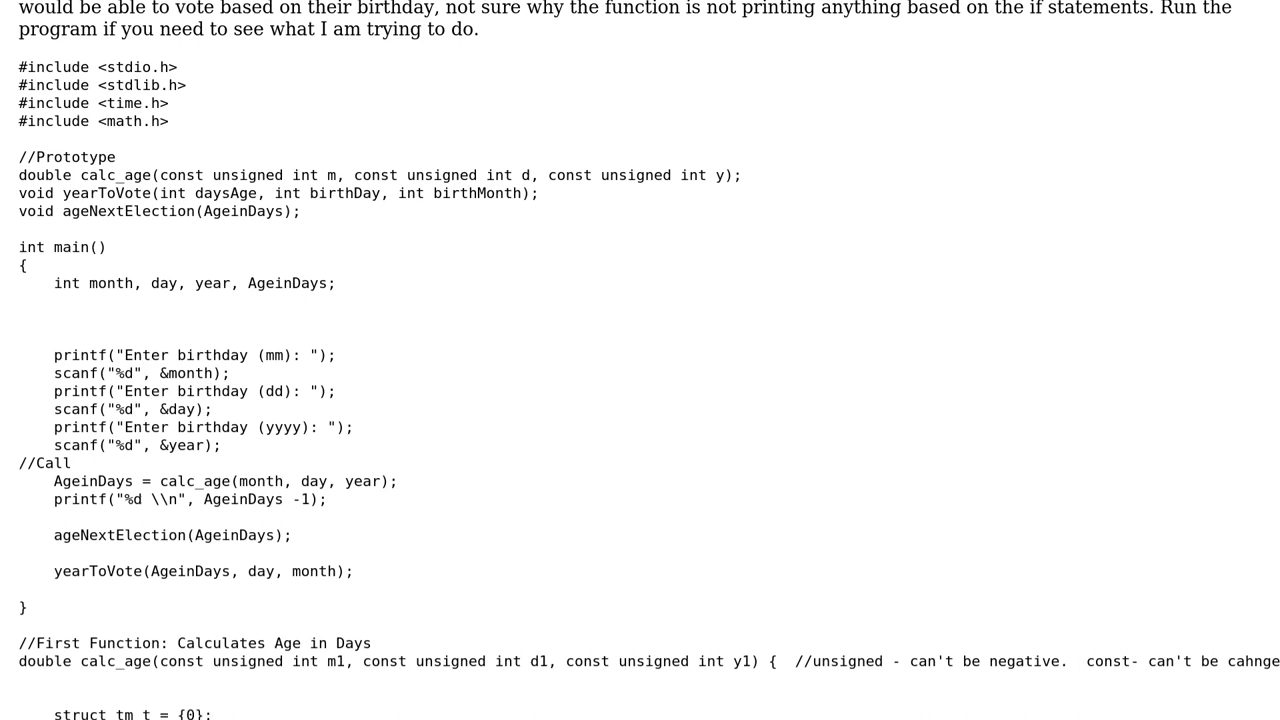 would be able to vote based on their birthday, not sure why the function is not printing anything based on the if statements. Run the
program if you need to see what I am trying to do.
#include <stdio.h>
#include <stdlib.h>
#include <time.h>
#include <math.h>
//Prototype
double calc_age(const unsigned int m, const unsigned int d, const unsigned int y);
void yearToVote(int daysAge, int birthDay, int birthMonth);
void ageNextElection(AgeinDays);
int main()
{
    int month, day, year, AgeinDays;
    printf("Enter birthday (mm): ");
    scanf("%d", &month);
    printf("Enter birthday (dd): ");
    scanf("%d", &day);
    printf("Enter birthday (yyyy): ");
    scanf("%d", &year);
//Call
    AgeinDays = calc_age(month, day, year);
    printf("%d \\n", AgeinDays -1);
    ageNextElection(AgeinDays);
    yearToVote(AgeinDays, day, month);
}
//First Function: Calculates Age in Days
double calc_age(const unsigned int m1, const unsigned int d1, const unsigned int y1) {  //unsigned - can't be negative.  const- can't be cahnge
    struct tm t = {0};